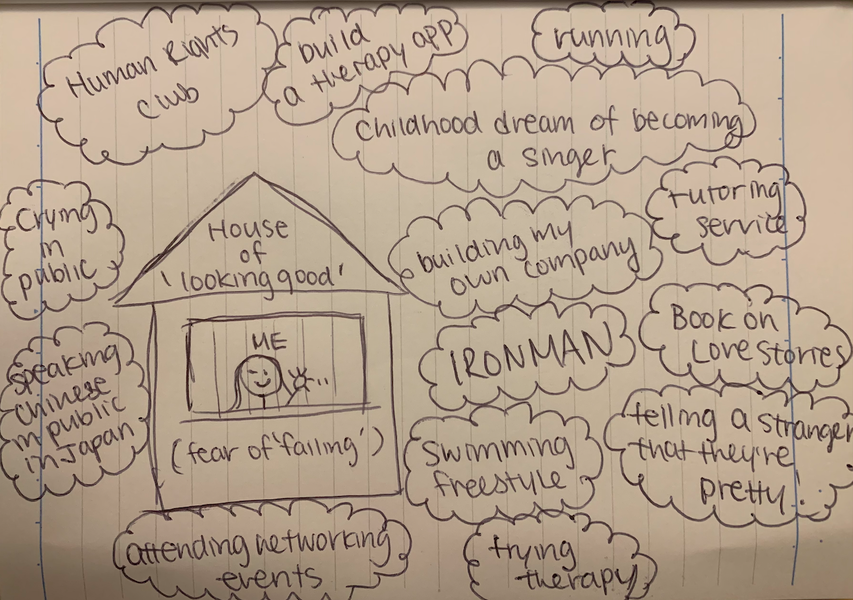 Human Rights
club
build
a therapy app
running
childhood dream of becoming
a singer
Crying
in
public
House
of
'looking good'
building my
own company
tutoring
service
ME
IRONMAN
Book on
Love Stories
speaking
chinese
in public
in Japan
(fear of 'failing')
swimming
freestyle
telling a stranger
that they're
pretty!
attending networking
events
trying
therapy